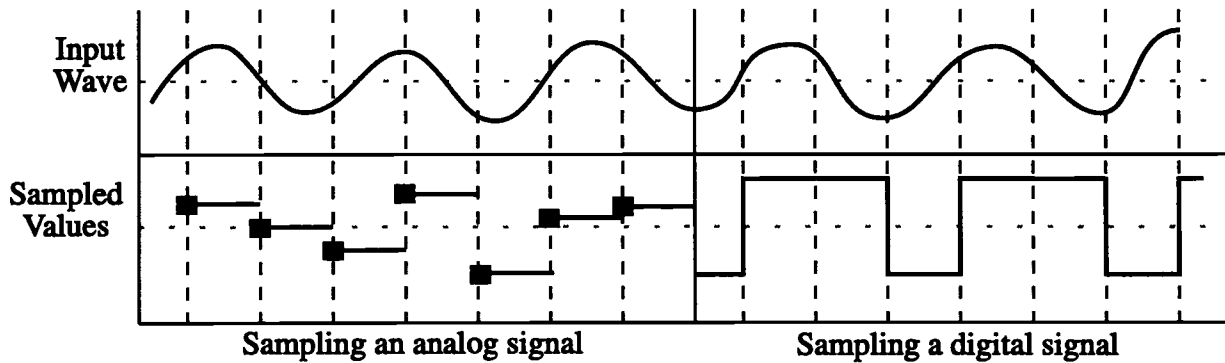 Input
Wave
Sampled
Values
Sampling an analog signal
Sampling a digital signal